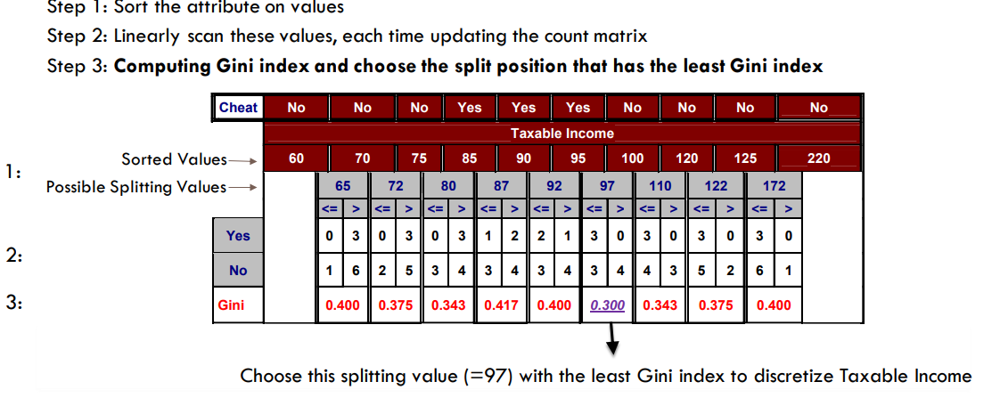 Step 1: Sort the attribute on values
Step 2: Linearly scan these values, each time updating the count matrix
Step 3: Computing Gini index and choose the split position that has the least Gini index
Cheat No No No Yes Yes Yes No No No No
Taxable Income
1: Sorted Values 60 70 75 85 90 95 100 120 125 220
Possible Splitting Values 65 72 80 87 92 97 110 122 172
<= > <= > <= > <= > <= > <= > <= > <= > <= >
Yes 0 3 0 3 0 3 1 2 2 1 3 0 3 0 3 0 3 0
2: No 1 6 2 5 3 4 3 4 3 4 3 4 4 3 5 2 6 1
3: Gini 0.400 0.375 0.343 0.417 0.400 0.300 0.343 0.375 0.400
Choose this splitting value (=97) with the least Gini index to discretize Taxable Income